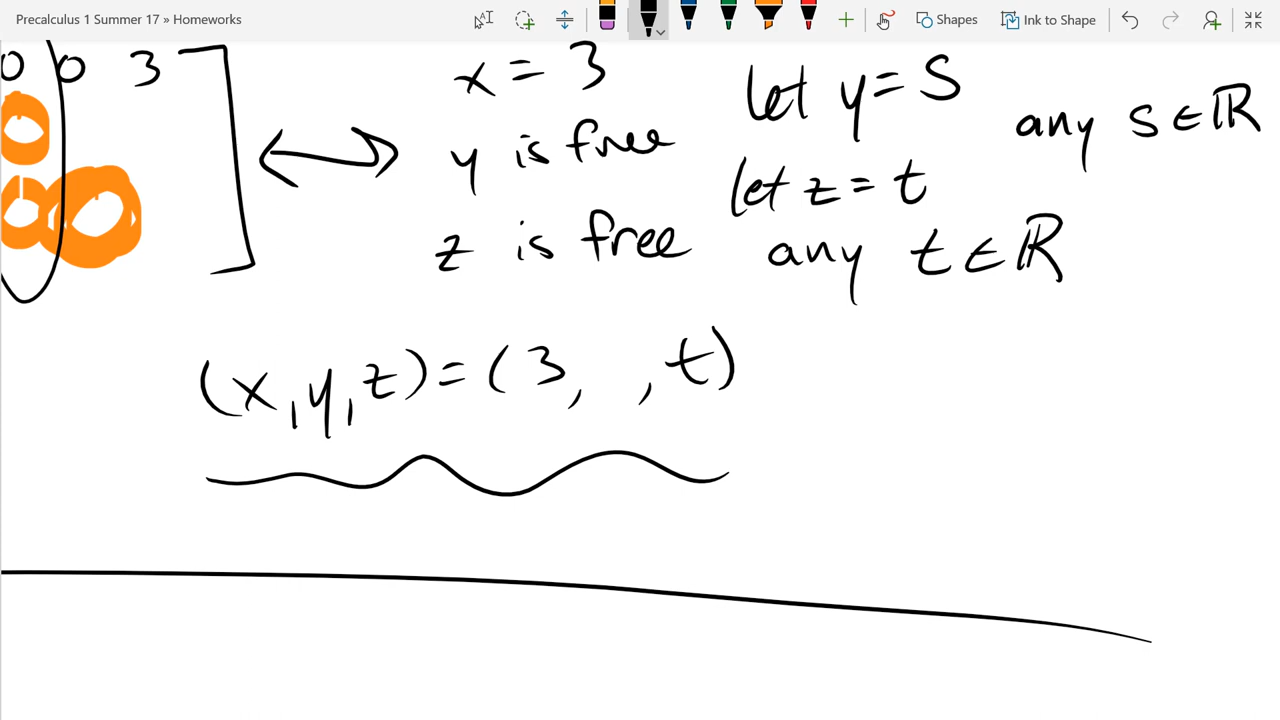 Precalculus 1 Summer 17 » Homeworks
Shapes
Ink to Shape
0 0 3
x = 3
let y = S
any s ∈ ℝ
y is free
let z = t
z is free
any t ∈ ℝ
(x, y, z) = (3, , t)